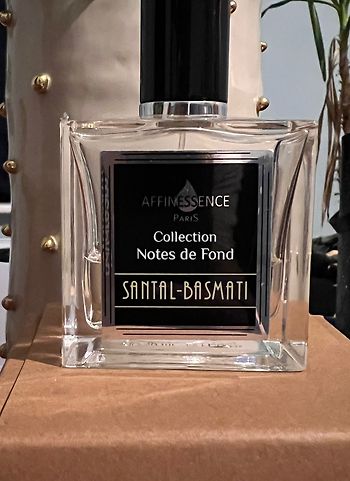 AFFINESSENCE
PARIS
Collection
Notes de Fond
SANTAL-BASMATI